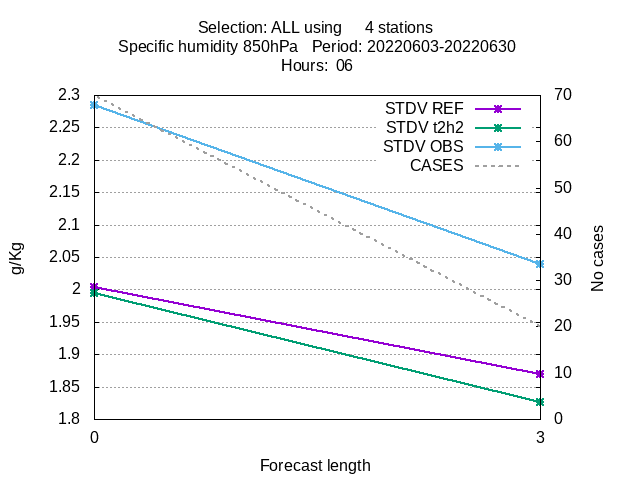 Selection: ALL using     4 stations
Specific humidity 850hPa   Period: 20220603-20220630
Hours:  06
2.3
2.25
2.2
2.15
2.1
2.05
2
1.95
1.9
1.85
1.8
g/Kg
STDV REF
STDV t2h2
STDV OBS
CASES
70
60
50
40
30
20
10
0
No cases
0
3
Forecast length